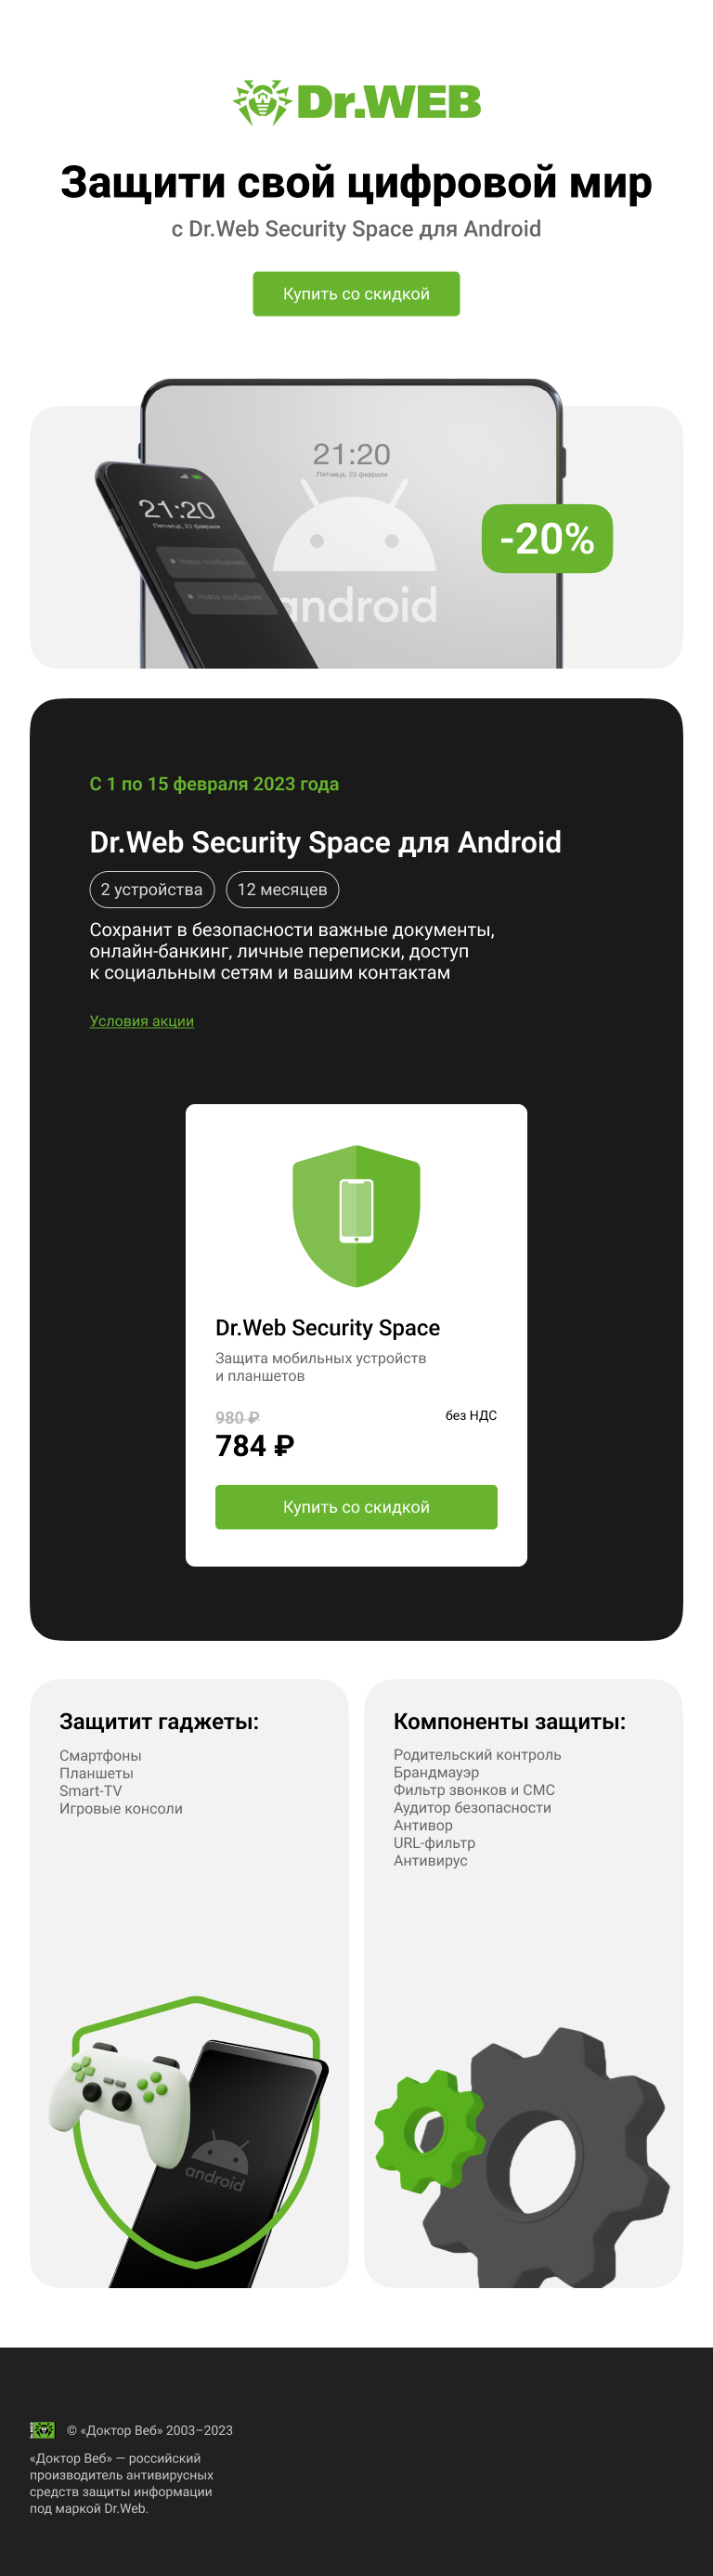 Dr.WEB
Защити свой цифровой мир
с Dr.Web Security Space для Android
Купить со скидкой
21:20
Пятница, 23 февраля
21:20
Пятница, 23 февраля
Новое сообщение
Новое сообщение
android
-20%
С 1 по 15 февраля 2023 года
Dr.Web Security Space для Android
2 устройства
12 месяцев
Сохранит в безопасности важные документы,
онлайн-банкинг, личные переписки, доступ
к социальным сетям и вашим контактам
Условия акции
Dr.Web Security Space
Защита мобильных устройств
и планшетов
980 ₽
без НДС
784 ₽
Купить со скидкой
Защитит гаджеты:
Смартфоны
Планшеты
Smart-TV
Игровые консоли
Компоненты защиты:
Родительский контроль
Брандмауэр
Фильтр звонков и СМС
Аудитор безопасности
Антивор
URL-фильтр
Антивирус
android
© «Доктор Веб» 2003–2023
«Доктор Веб» — российский
производитель антивирусных
средств защиты информации
под маркой Dr.Web.